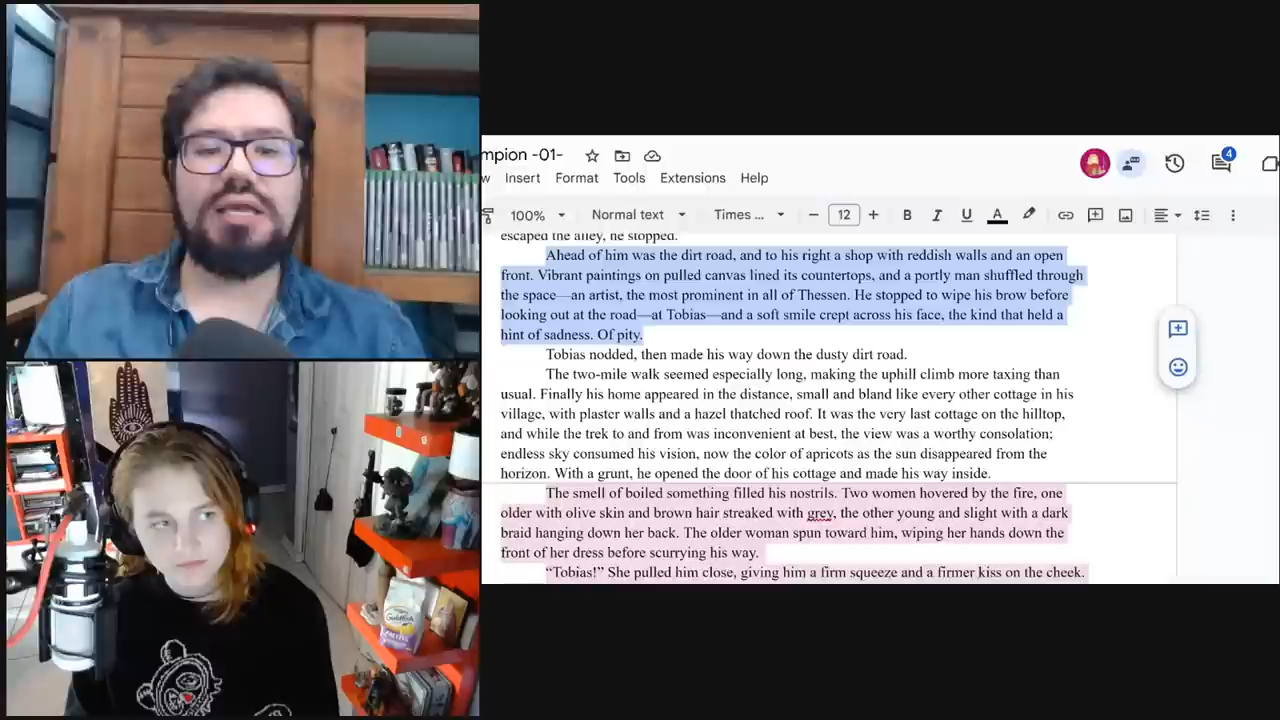 mpion -01-
w Insert Format Tools Extensions Help
4
100% Normal text Times ... 12 B I U A
escaped the alley, he stopped.
Ahead of him was the dirt road, and to his right a shop with reddish walls and an open
front. Vibrant paintings on pulled canvas lined its countertops, and a portly man shuffled through
the space—an artist, the most prominent in all of Thessen. He stopped to wipe his brow before
looking out at the road—at Tobias—and a soft smile crept across his face, the kind that held a
hint of sadness. Of pity.
Tobias nodded, then made his way down the dusty dirt road.
The two-mile walk seemed especially long, making the uphill climb more taxing than
usual. Finally his home appeared in the distance, small and bland like every other cottage in his
village, with plaster walls and a hazel thatched roof. It was the very last cottage on the hilltop,
and while the trek to and from was inconvenient at best, the view was a worthy consolation;
endless sky consumed his vision, now the color of apricots as the sun disappeared from the
horizon. With a grunt, he opened the door of his cottage and made his way inside.
The smell of boiled something filled his nostrils. Two women hovered by the fire, one
older with olive skin and brown hair streaked with grey, the other young and slight with a dark
braid hanging down her back. The older woman spun toward him, wiping her hands down the
front of her dress before scurrying his way.
“Tobias!” She pulled him close, giving him a firm squeeze and a firmer kiss on the cheek.
Goldfish